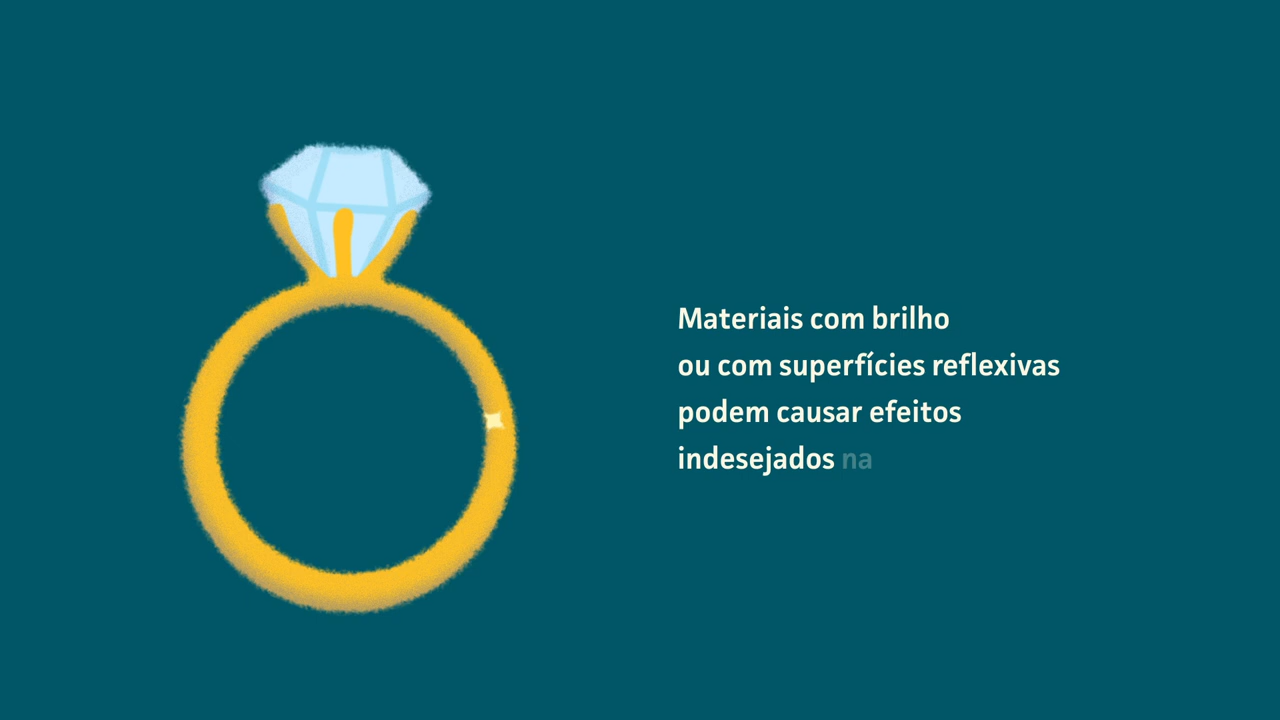 Materiais com brilho
ou com superfícies reflexivas
podem causar efeitos
indesejados na